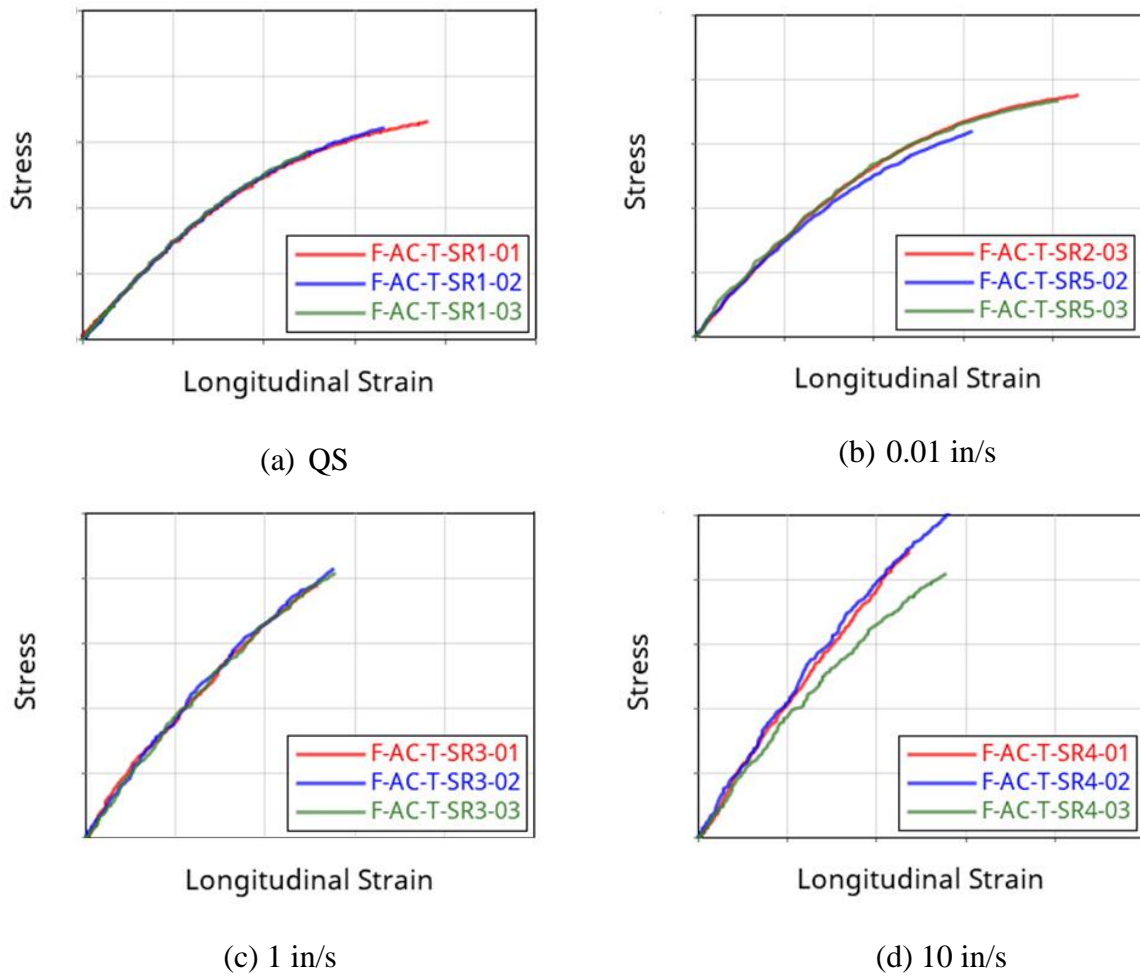 Stress
F-AC-T-SR1-01
F-AC-T-SR1-02
F-AC-T-SR1-03
Longitudinal Strain
(a) QS
Stress
F-AC-T-SR2-03
F-AC-T-SR5-02
F-AC-T-SR5-03
Longitudinal Strain
(b) 0.01 in/s
Stress
F-AC-T-SR3-01
F-AC-T-SR3-02
F-AC-T-SR3-03
Longitudinal Strain
(c) 1 in/s
Stress
F-AC-T-SR4-01
F-AC-T-SR4-02
F-AC-T-SR4-03
Longitudinal Strain
(d) 10 in/s